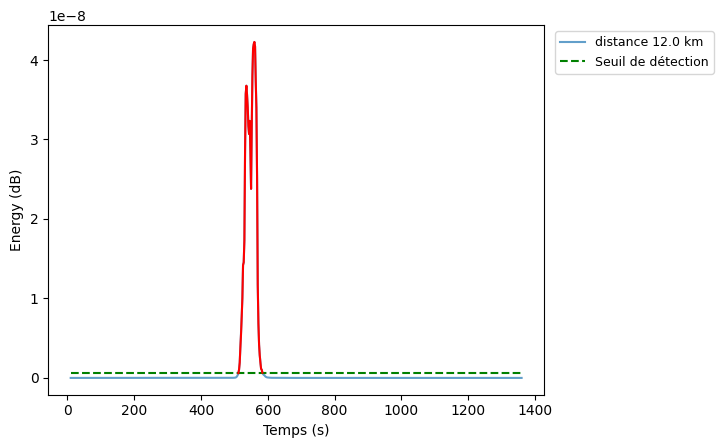 1e−8
distance 12.0 km
Seuil de détection
4
3
2
1
0
Energy (dB)
0 200 400 600 800 1000 1200 1400
Temps (s)